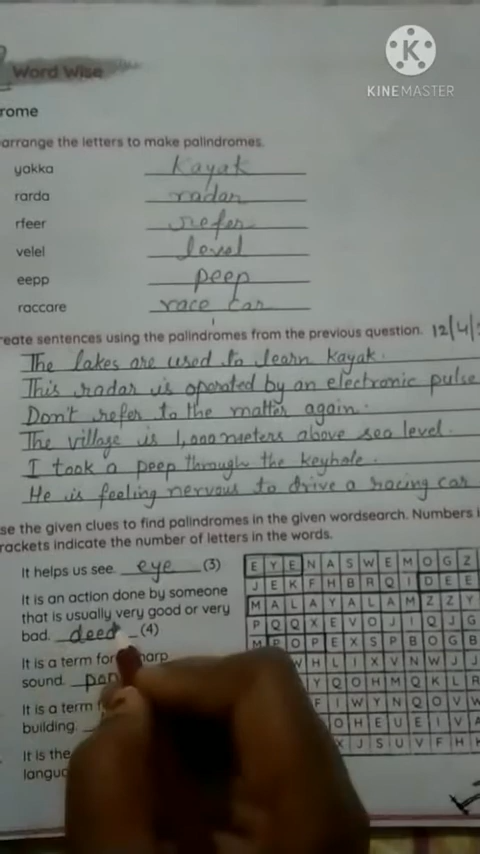 KINEMASTER
Word Wise
rome
arrange the letters to make palindromes.
yakka kayak
rarda radar
rfeer refer
velel level
eepp peep
raccare race car
reate sentences using the palindromes from the previous question. 12/4/
The lakes are used to learn kayak.
This radar is operated by an electronic pulse
Don't refer to the matter again.
The village is 1,000 meters above sea level.
I took a peep through the keyhole.
He is feeling nervous to drive a racing car
se the given clues to find palindromes in the given wordsearch. Numbers i
rackets indicate the number of letters in the words.
It helps us see. eye (3)
It is an action done by someone
that is usually very good or very
bad. deed (4)
It is a term for harp
sound. pop
It is a term
building.
It is the
langua
E Y E N A S W E M O G Z
J E K F H B R Q I D E E
M A L A Y A L A M Z Z Y
P Q Q X E V O J I Q J G
M P O P E X S P B O G B
W H L I X V N W J J
Y Q O H M Q K L R
F I W Y N Q O V W
O H E U E I V A
X J S U V F H H